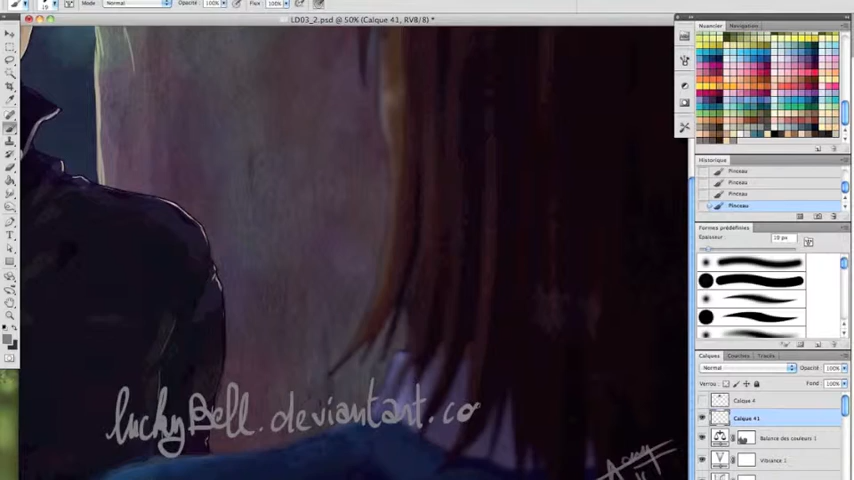 Mode : Normal Opacité : 100% Flux : 100%
LD03_2.psd @ 50% (Calque 41, RVB/8) *
Nuancier Navigation
Historique
Pinceau
Pinceau
Pinceau
Pinceau
Formes prédéfinies
Epaisseur
Calques Couches Tracés
Normal Opacité : 100%
Verrou : Fond : 100%
Calque 4
Calque 41
Balance des couleurs 1
Vibrance 1
luckyBell.deviantart.co